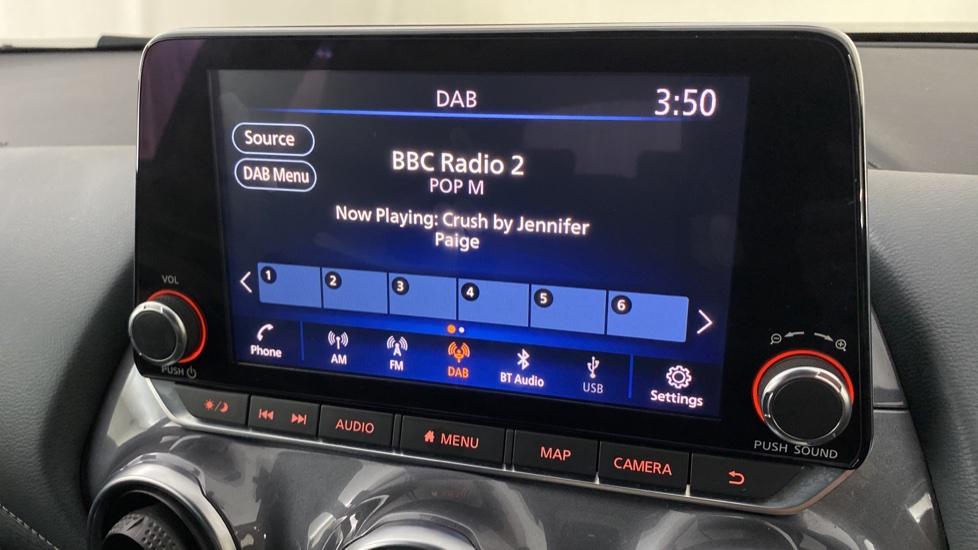 DAB 3:50
Source
DAB Menu
BBC Radio 2
POP M
Now Playing: Crush by Jennifer
Paige
1 2 3 4 5 6
Phone AM FM DAB BT Audio USB Settings
VOL
PUSH
PUSH SOUND
AUDIO MENU MAP CAMERA